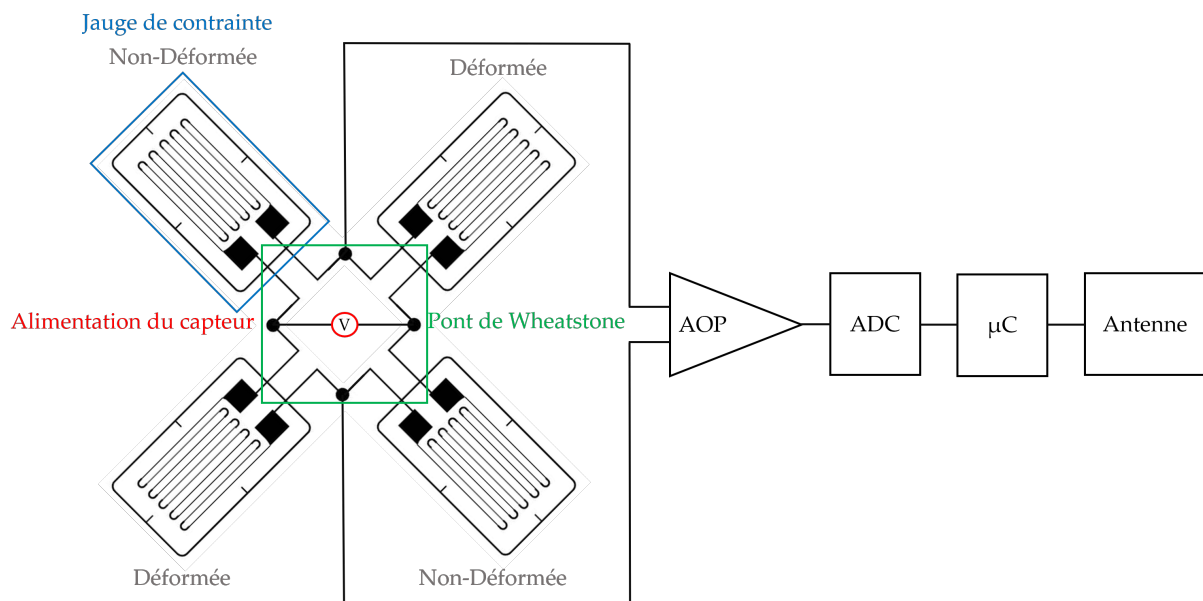 Jauge de contrainte
Non-Déformée
Déformée
Alimentation du capteur
V
Pont de Wheatstone
AOP
ADC
µC
Antenne
Déformée
Non-Déformée